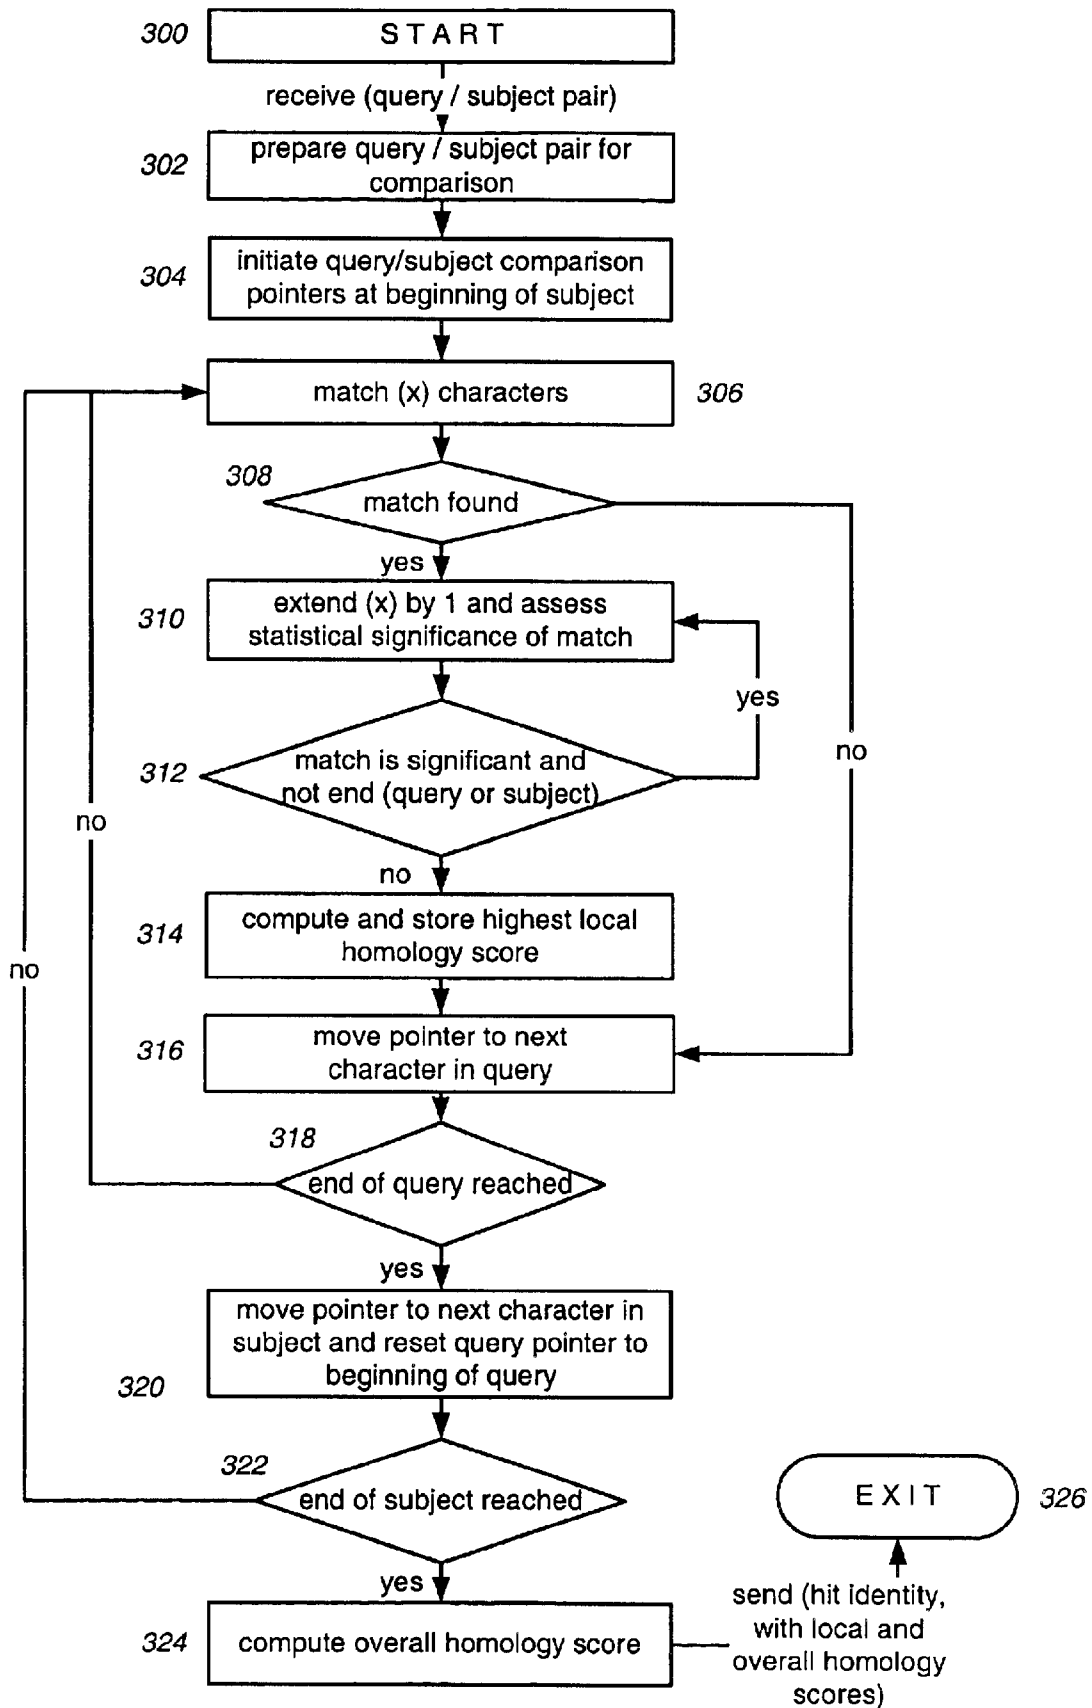 300
START
receive (query / subject pair)
302
prepare query / subject pair for
comparison
304
initiate query/subject comparison
pointers at beginning of subject
match (x) characters
306
308
match found
yes
310
extend (x) by 1 and assess
statistical significance of match
yes
no
312
match is significant and
not end (query or subject)
no
no
314
compute and store highest local
homology score
no
316
move pointer to next
character in query
318
end of query reached
yes
move pointer to next character in
subject and reset query pointer to
beginning of query
320
322
end of subject reached
EXIT
326
yes
324
compute overall homology score
send (hit identity,
with local and
overall homology
scores)